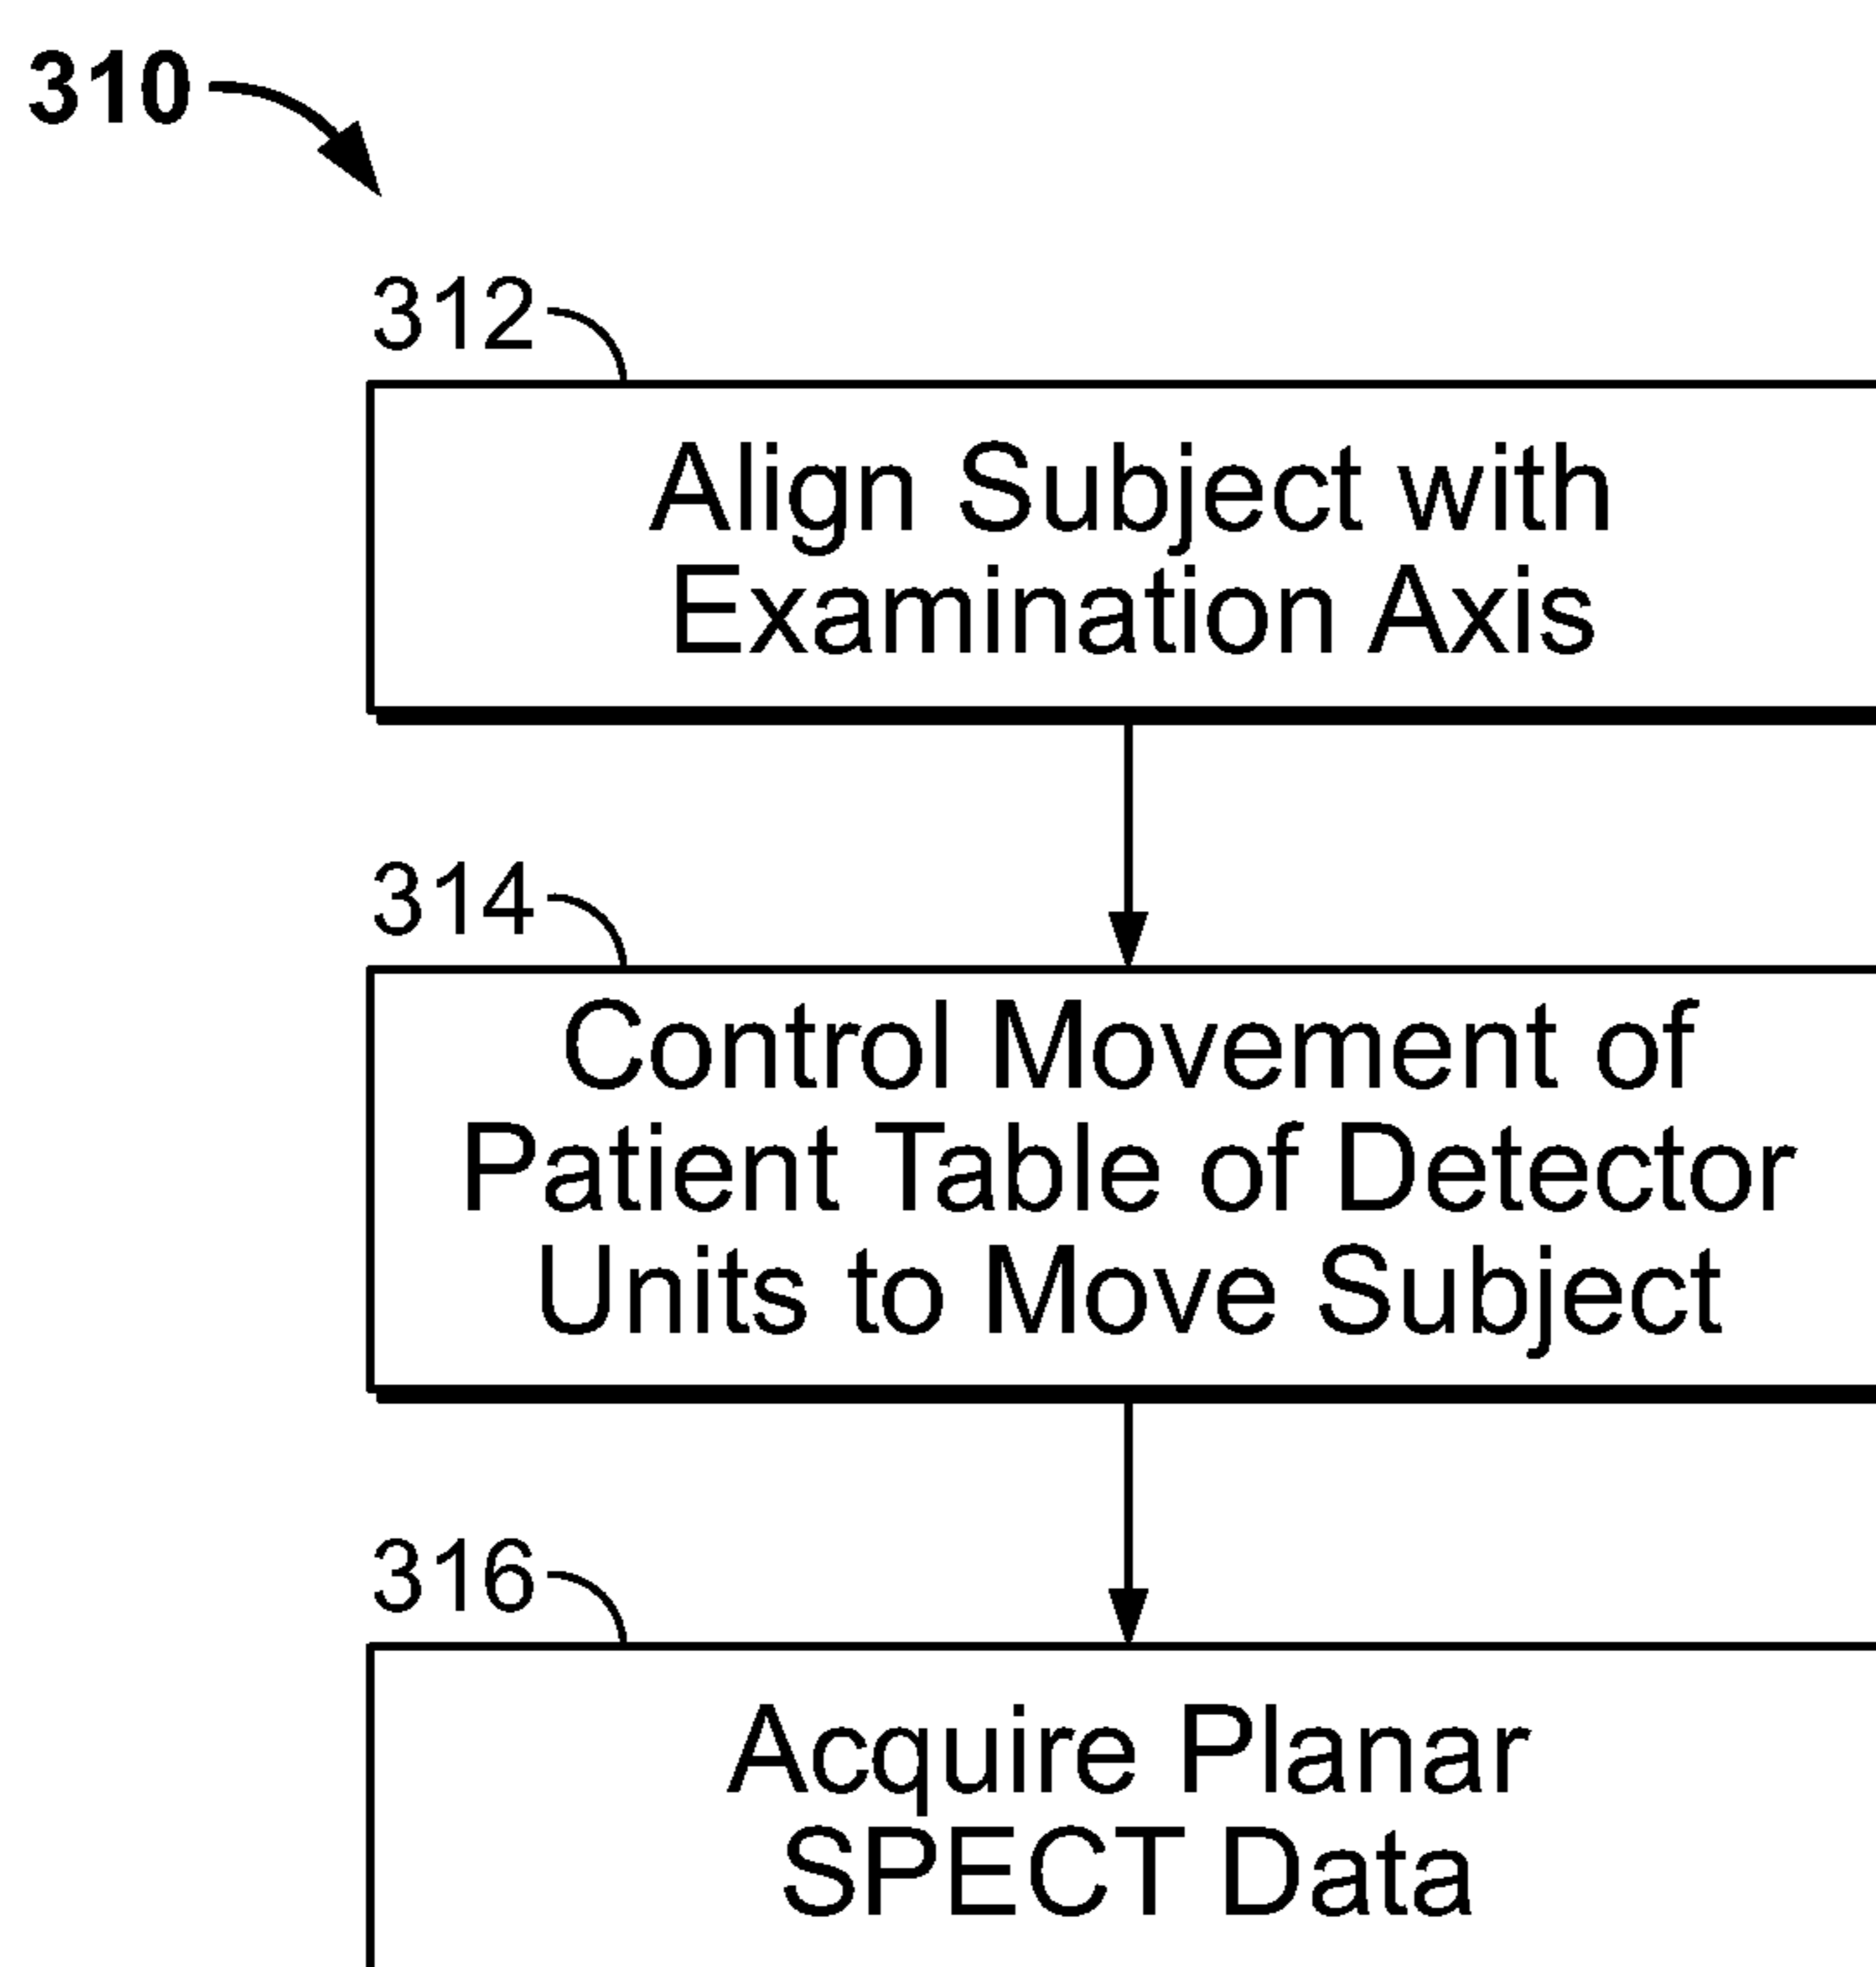 310
312
Align Subject with
Examination Axis
314
Control Movement of
Patient Table of Detector
Units to Move Subject
316
Acquire Planar
SPECT Data